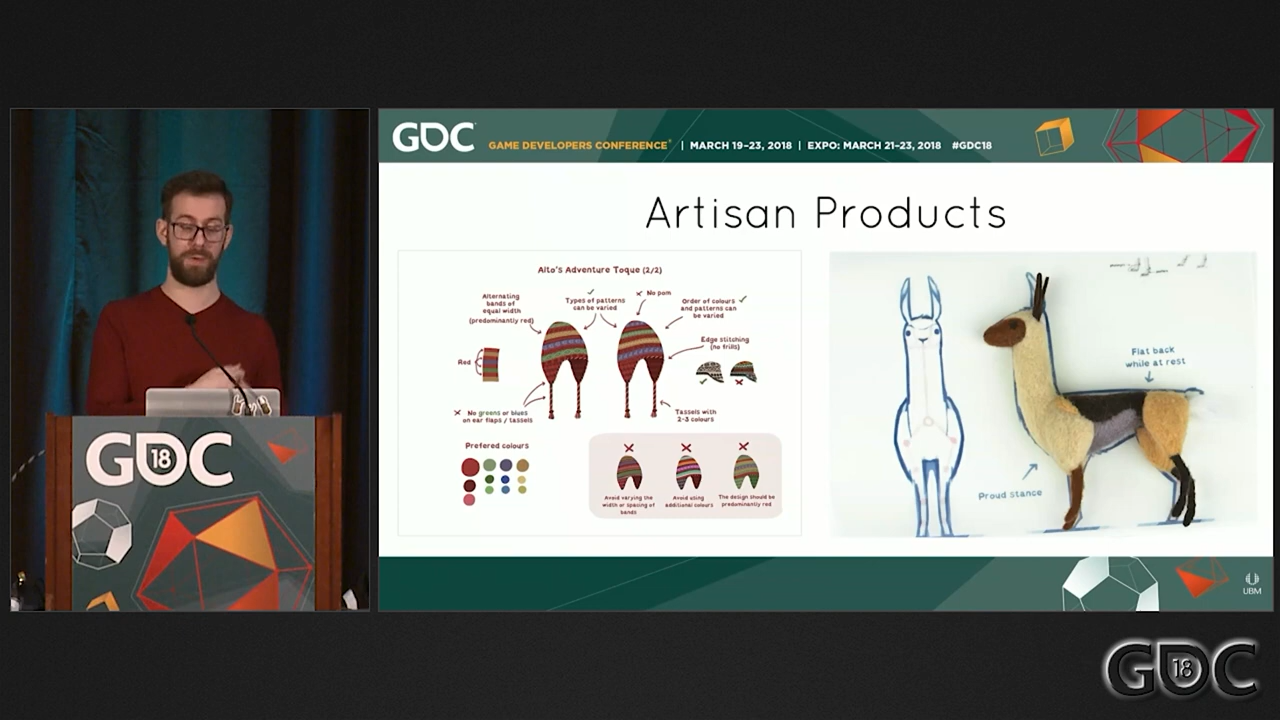 GDC
GAME DEVELOPERS CONFERENCE® | MARCH 19–23, 2018 | EXPO: MARCH 21–23, 2018 #GDC18
Artisan Products
Alto's Adventure Toque (2/2)
Alternating
bands of
equal width
(predominantly red)
Types of patterns
can be varied
No pom
Order of colours
and patterns can
be varied
Red
Edge stitching
(no frills)
No greens or blues
on ear flaps / tassels
Tassels with
2-3 colours
Prefered colours
Avoid varying the
width or spacing of
bands
Avoid using
additional colours
The design should be
predominantly red
Flat back
while at rest
Proud stance
UBM
GDC
18
GDC
18